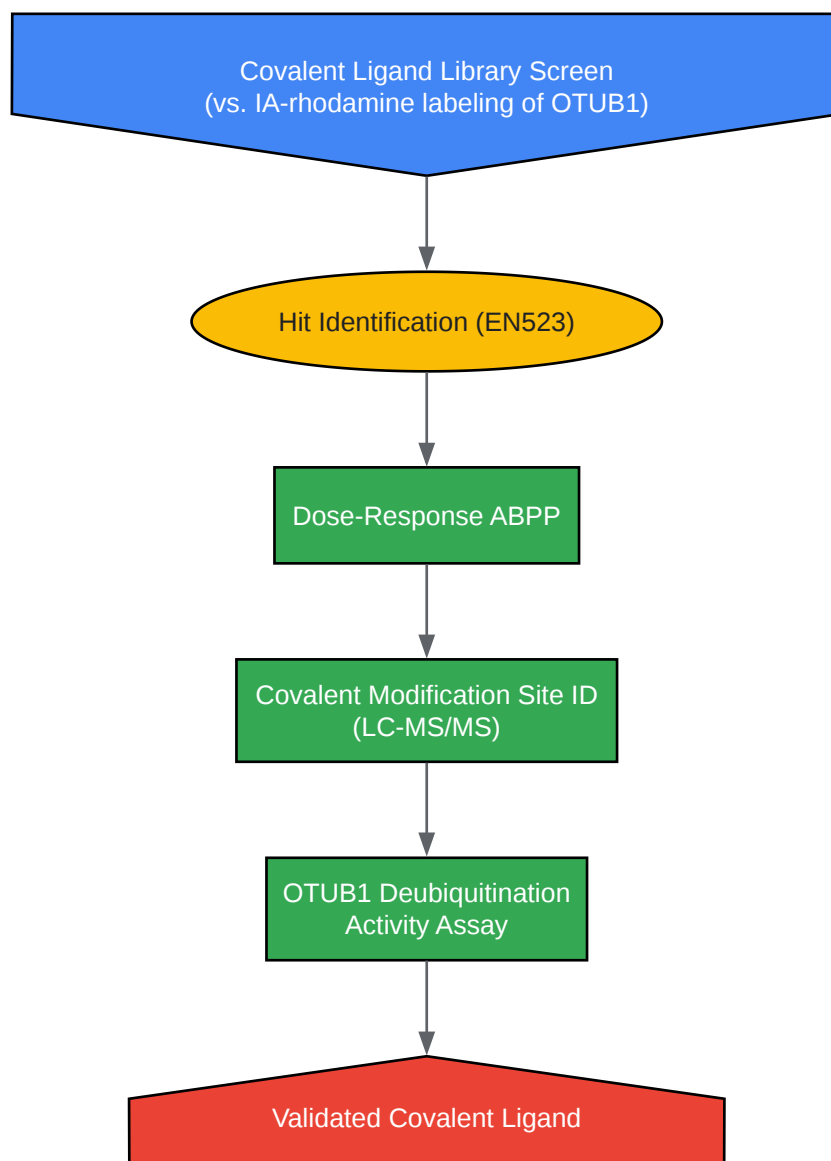 Covalent Ligand Library Screen
(vs. IA-rhodamine labeling of OTUB1)
Hit Identification (EN523)
Dose-Response ABPP
Covalent Modification Site ID
(LC-MS/MS)
OTUB1 Deubiquitination
Activity Assay
Validated Covalent Ligand